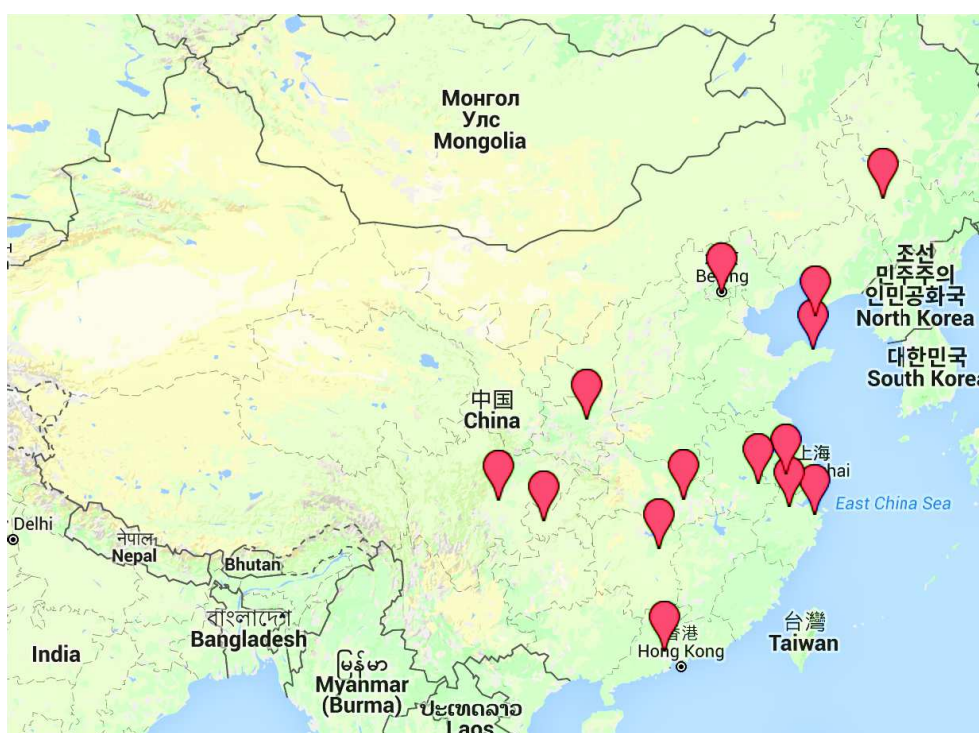 Монгол
Улс
Mongolia
Beijing
조선
민주주의
인민공화국
North Korea
대한민국
South Korea
中国
China
上海
hai
East China Sea
Delhi
नेपाल
Nepal
Bhutan
বাংলাদেশ
Bangladesh
India
香港
Hong Kong
台灣
Taiwan
မြန်မာ
Myanmar
(Burma)
ປະເທດລາວ
Laos